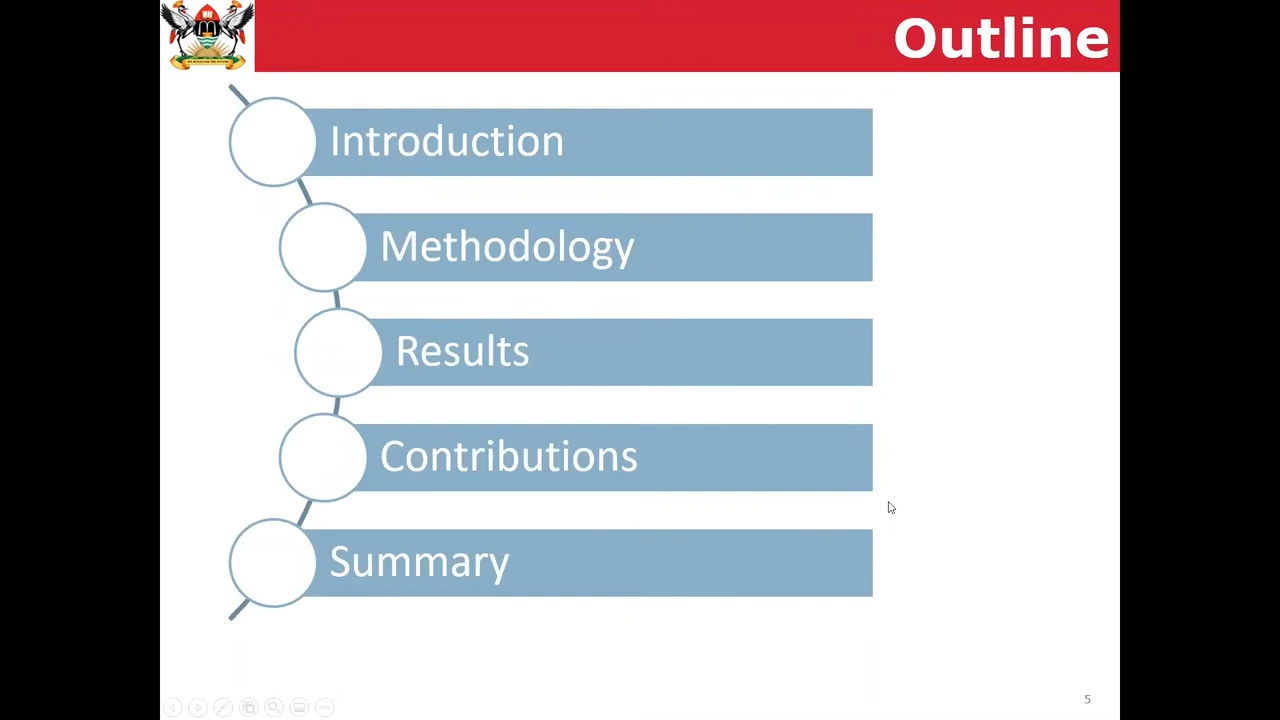 Outline
Introduction
Methodology
Results
Contributions
Summary
5